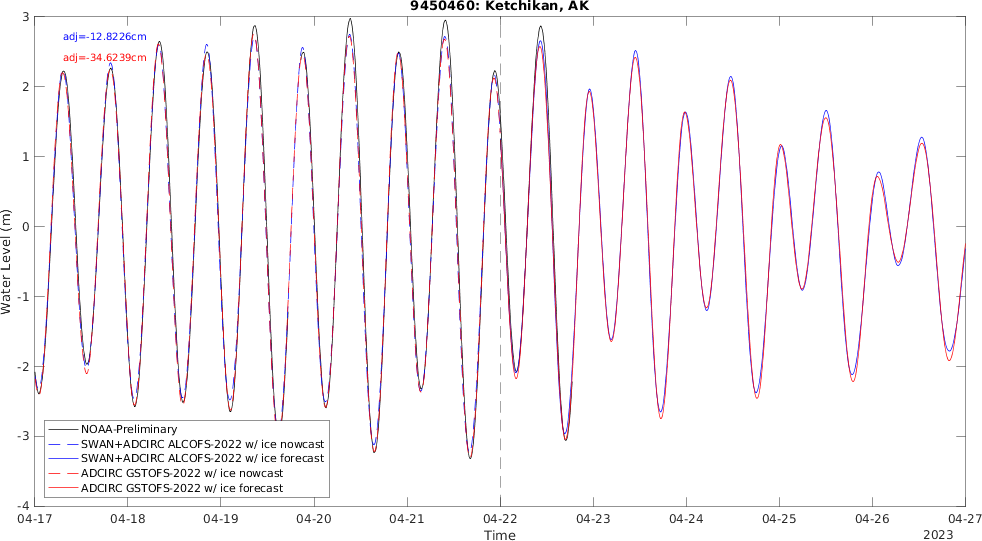 9450460: Ketchikan, AK
adj=-12.8226cm
adj=-34.6239cm
3
2
1
0
-1
-2
-3
-4
Water Level (m)
NOAA-Preliminary
SWAN+ADCIRC ALCOFS-2022 w/ ice nowcast
SWAN+ADCIRC ALCOFS-2022 w/ ice forecast
ADCIRC GSTOFS-2022 w/ ice nowcast
ADCIRC GSTOFS-2022 w/ ice forecast
04-17 04-18 04-19 04-20 04-21 04-22 04-23 04-24 04-25 04-26 04-27
Time
2023